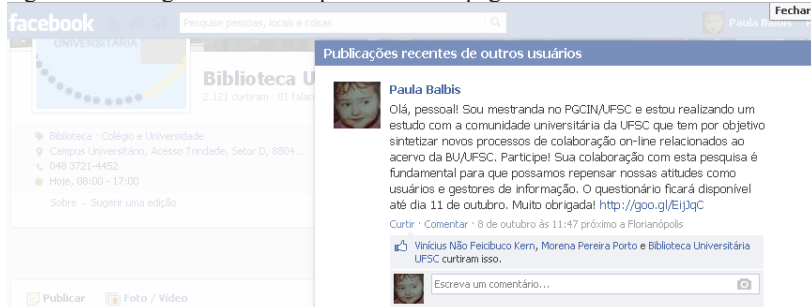 Fechar
facebook
Pesquise pessoas, locais e coisas
Paula Balbis
UNIVERSITÁRIA
Biblioteca U
2.121 curtiram · 81 falan
Biblioteca · Colégio e Universidade
Campus Universitário, Acesso Trindade, Setor D, 8804...
048 3721-4452
Hoje, 08:00 - 17:00
Sobre – Sugerir uma edição
Publicar Foto / Vídeo
Publicações recentes de outros usuários
Paula Balbis
Olá, pessoal! Sou mestranda no PGCIN/UFSC e estou realizando um
estudo com a comunidade universitária da UFSC que tem por objetivo
sintetizar novos processos de colaboração on-line relacionados ao
acervo da BU/UFSC. Participe! Sua colaboração com esta pesquisa é
fundamental para que possamos repensar nossas atitudes como
usuários e gestores de informação. O questionário ficará disponível
até dia 11 de outubro. Muito obrigada! http://goo.gl/EijJqC
Curtir · Comentar · 8 de outubro às 11:47 próximo a Florianópolis
Vinícius Não Feicibuco Kern, Morena Pereira Porto e Biblioteca Universitária
UFSC curtiram isso.
Escreva um comentário...